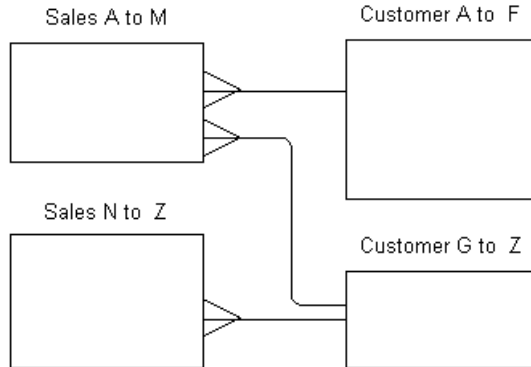 Sales A to M
Customer A to F
Sales N to Z
Customer G to Z